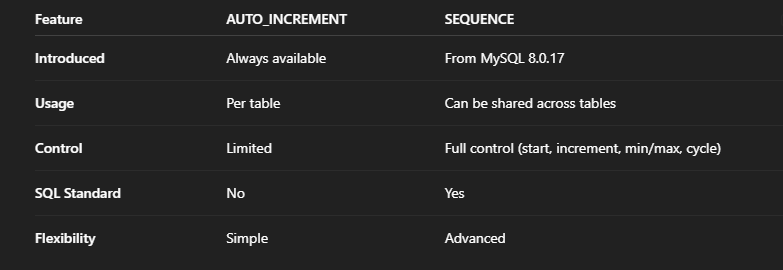 Feature AUTO_INCREMENT SEQUENCE
Introduced Always available From MySQL 8.0.17
Usage Per table Can be shared across tables
Control Limited Full control (start, increment, min/max, cycle)
SQL Standard No Yes
Flexibility Simple Advanced